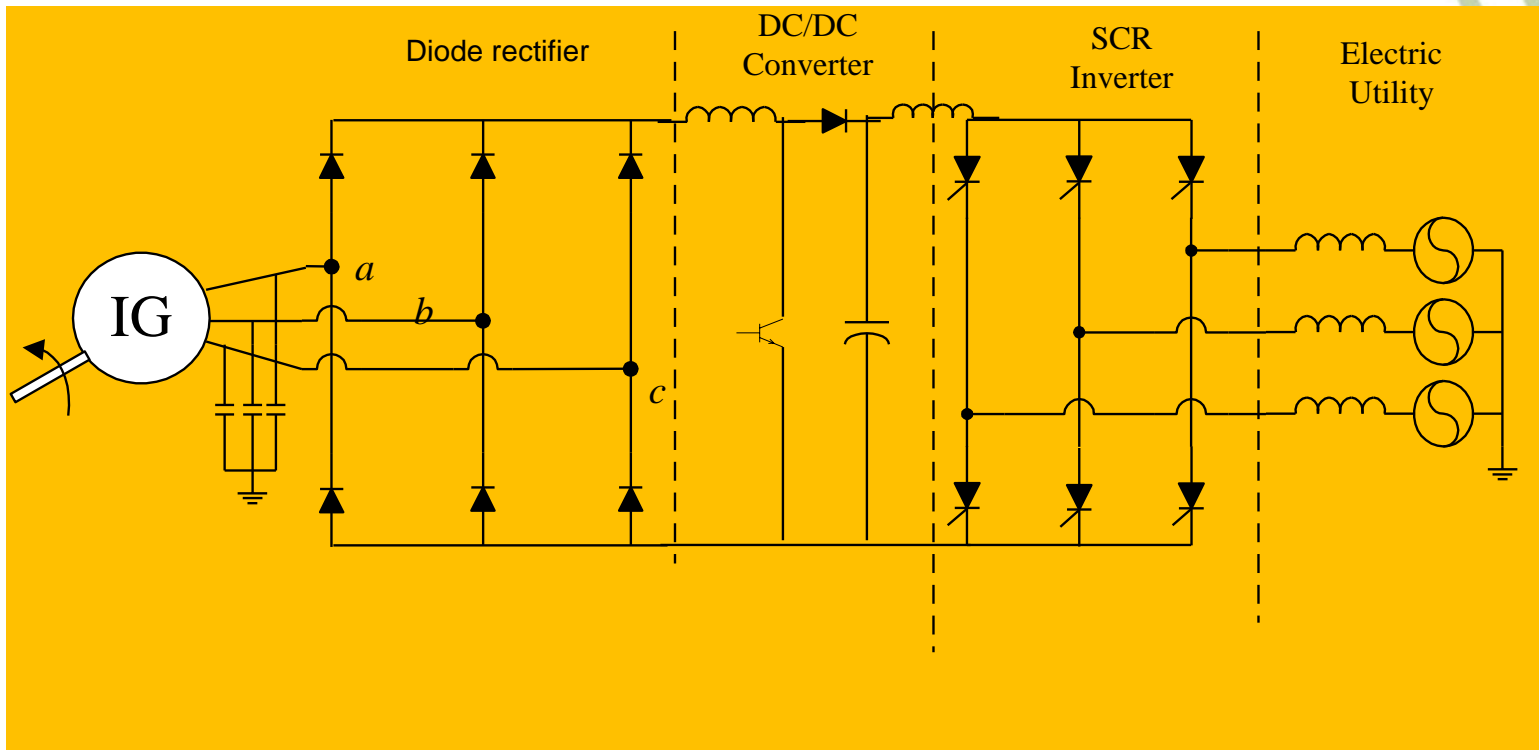 Diode rectifier
DC/DC
Converter
SCR
Inverter
Electric
Utility
IG
a
b
c